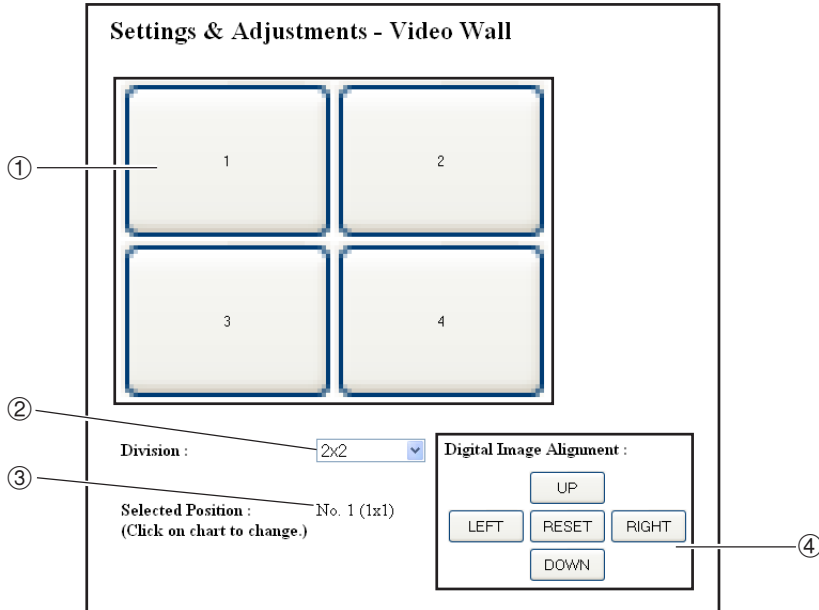 Settings & Adjustments - Video Wall
①
1
2
3
4
②
Division :
2x2
Digital Image Alignment :
③
Selected Position :
No. 1 (1x1)
(Click on chart to change.)
UP
LEFT
RESET
RIGHT
④
DOWN